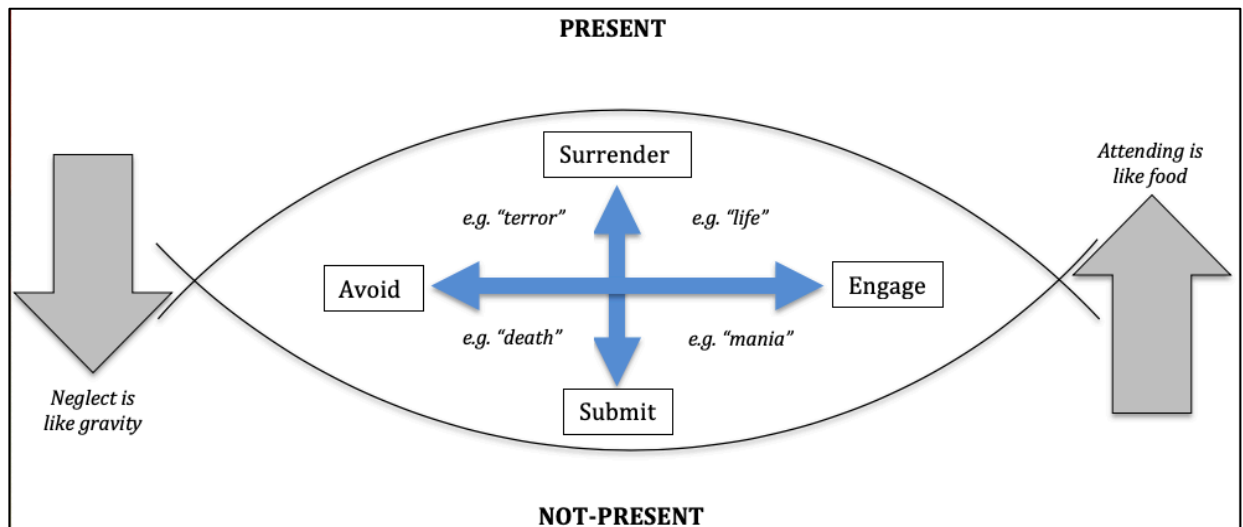 PRESENT
Surrender
Attending is
like food
e.g. “terror”
e.g. “life”
Avoid
Engage
e.g. “death”
e.g. “mania”
Neglect is
like gravity
Submit
NOT-PRESENT